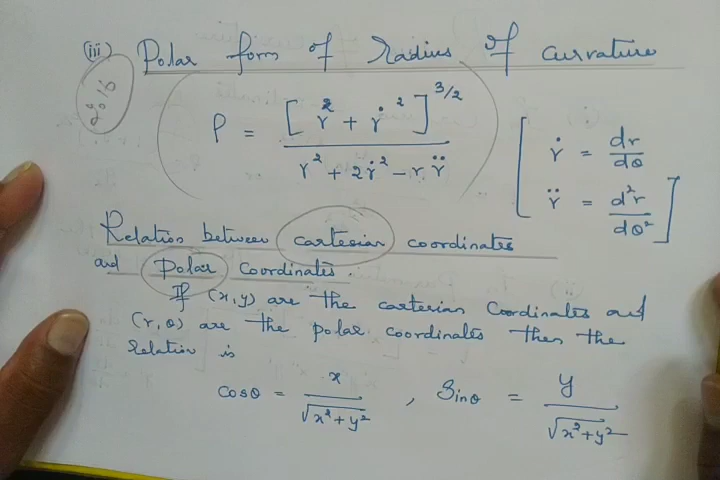 (iii) Polar form of Radius of curvature
2016
ρ = [r² + ṙ²]^3/2 / r² + 2ṙ² - r r̈
[ṙ = dr/dθ
r̈ = d²r/dθ²]
Relation between cartesian coordinates
and Polar Coordinates.
If (x,y) are the cartesian Coordinates and
(r,θ) are the polar coordinates then the
relation is
cosθ = x/√x²+y² , Sinθ = y/√x²+y²